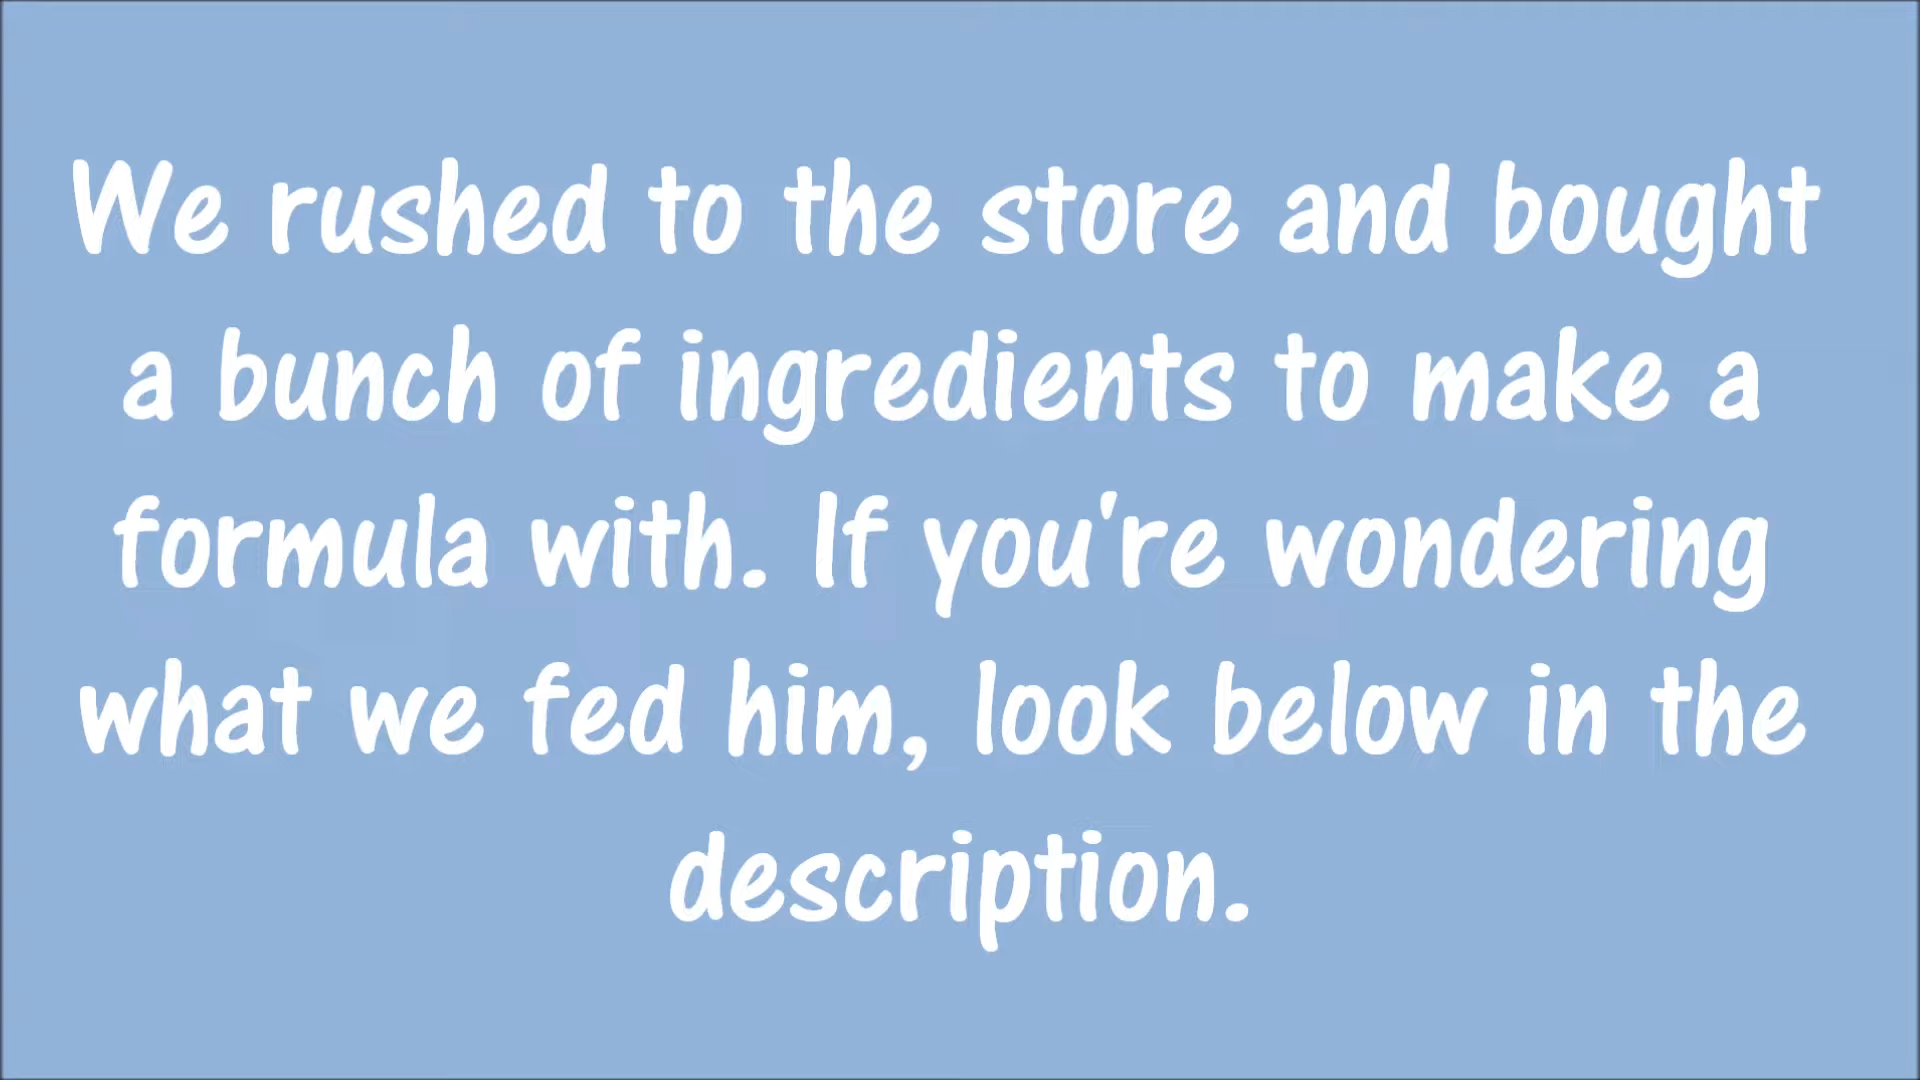 We rushed to the store and bought
a bunch of ingredients to make a
formula with. If you're wondering
what we fed him, look below in the
description.